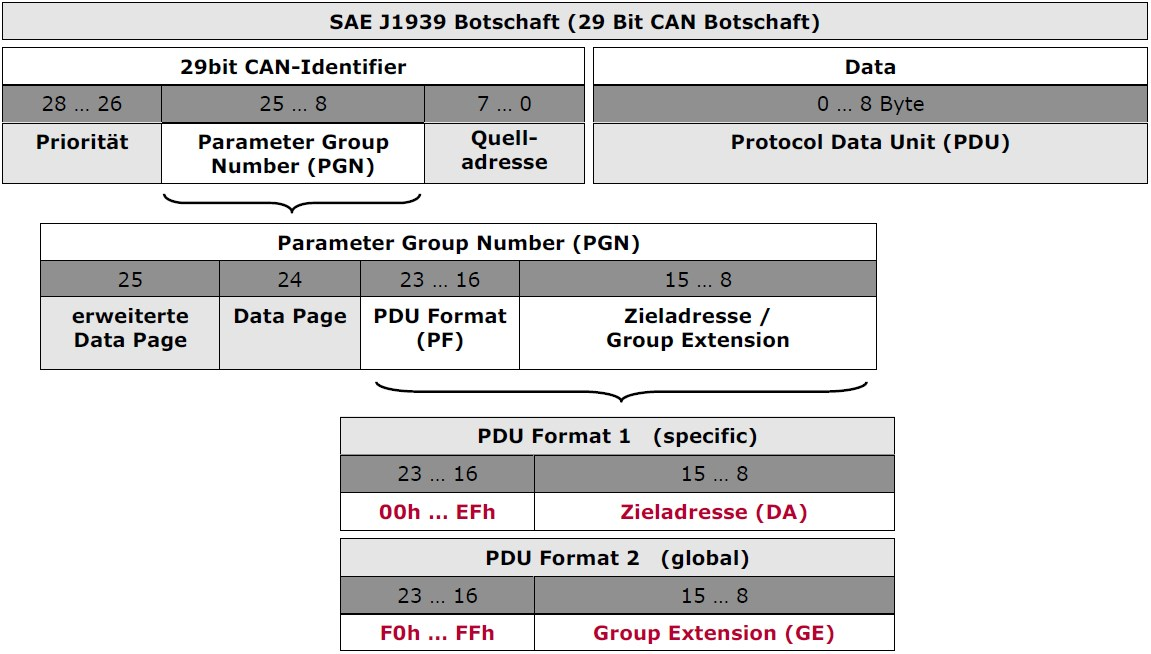 SAE J1939 Botschaft (29 Bit CAN Botschaft)
29bit CAN-Identifier
Data
28 ... 26
25 ... 8
7 ... 0
0 ... 8 Byte
Priorität
Parameter Group
Number (PGN)
Quell-
adresse
Protocol Data Unit (PDU)
Parameter Group Number (PGN)
25
24
23 ... 16
15 ... 8
erweiterte
Data Page
Data Page
PDU Format
(PF)
Zieladresse /
Group Extension
PDU Format 1 (specific)
23 ... 16
15 ... 8
00h ... EFh
Zieladresse (DA)
PDU Format 2 (global)
23 ... 16
15 ... 8
F0h ... FFh
Group Extension (GE)